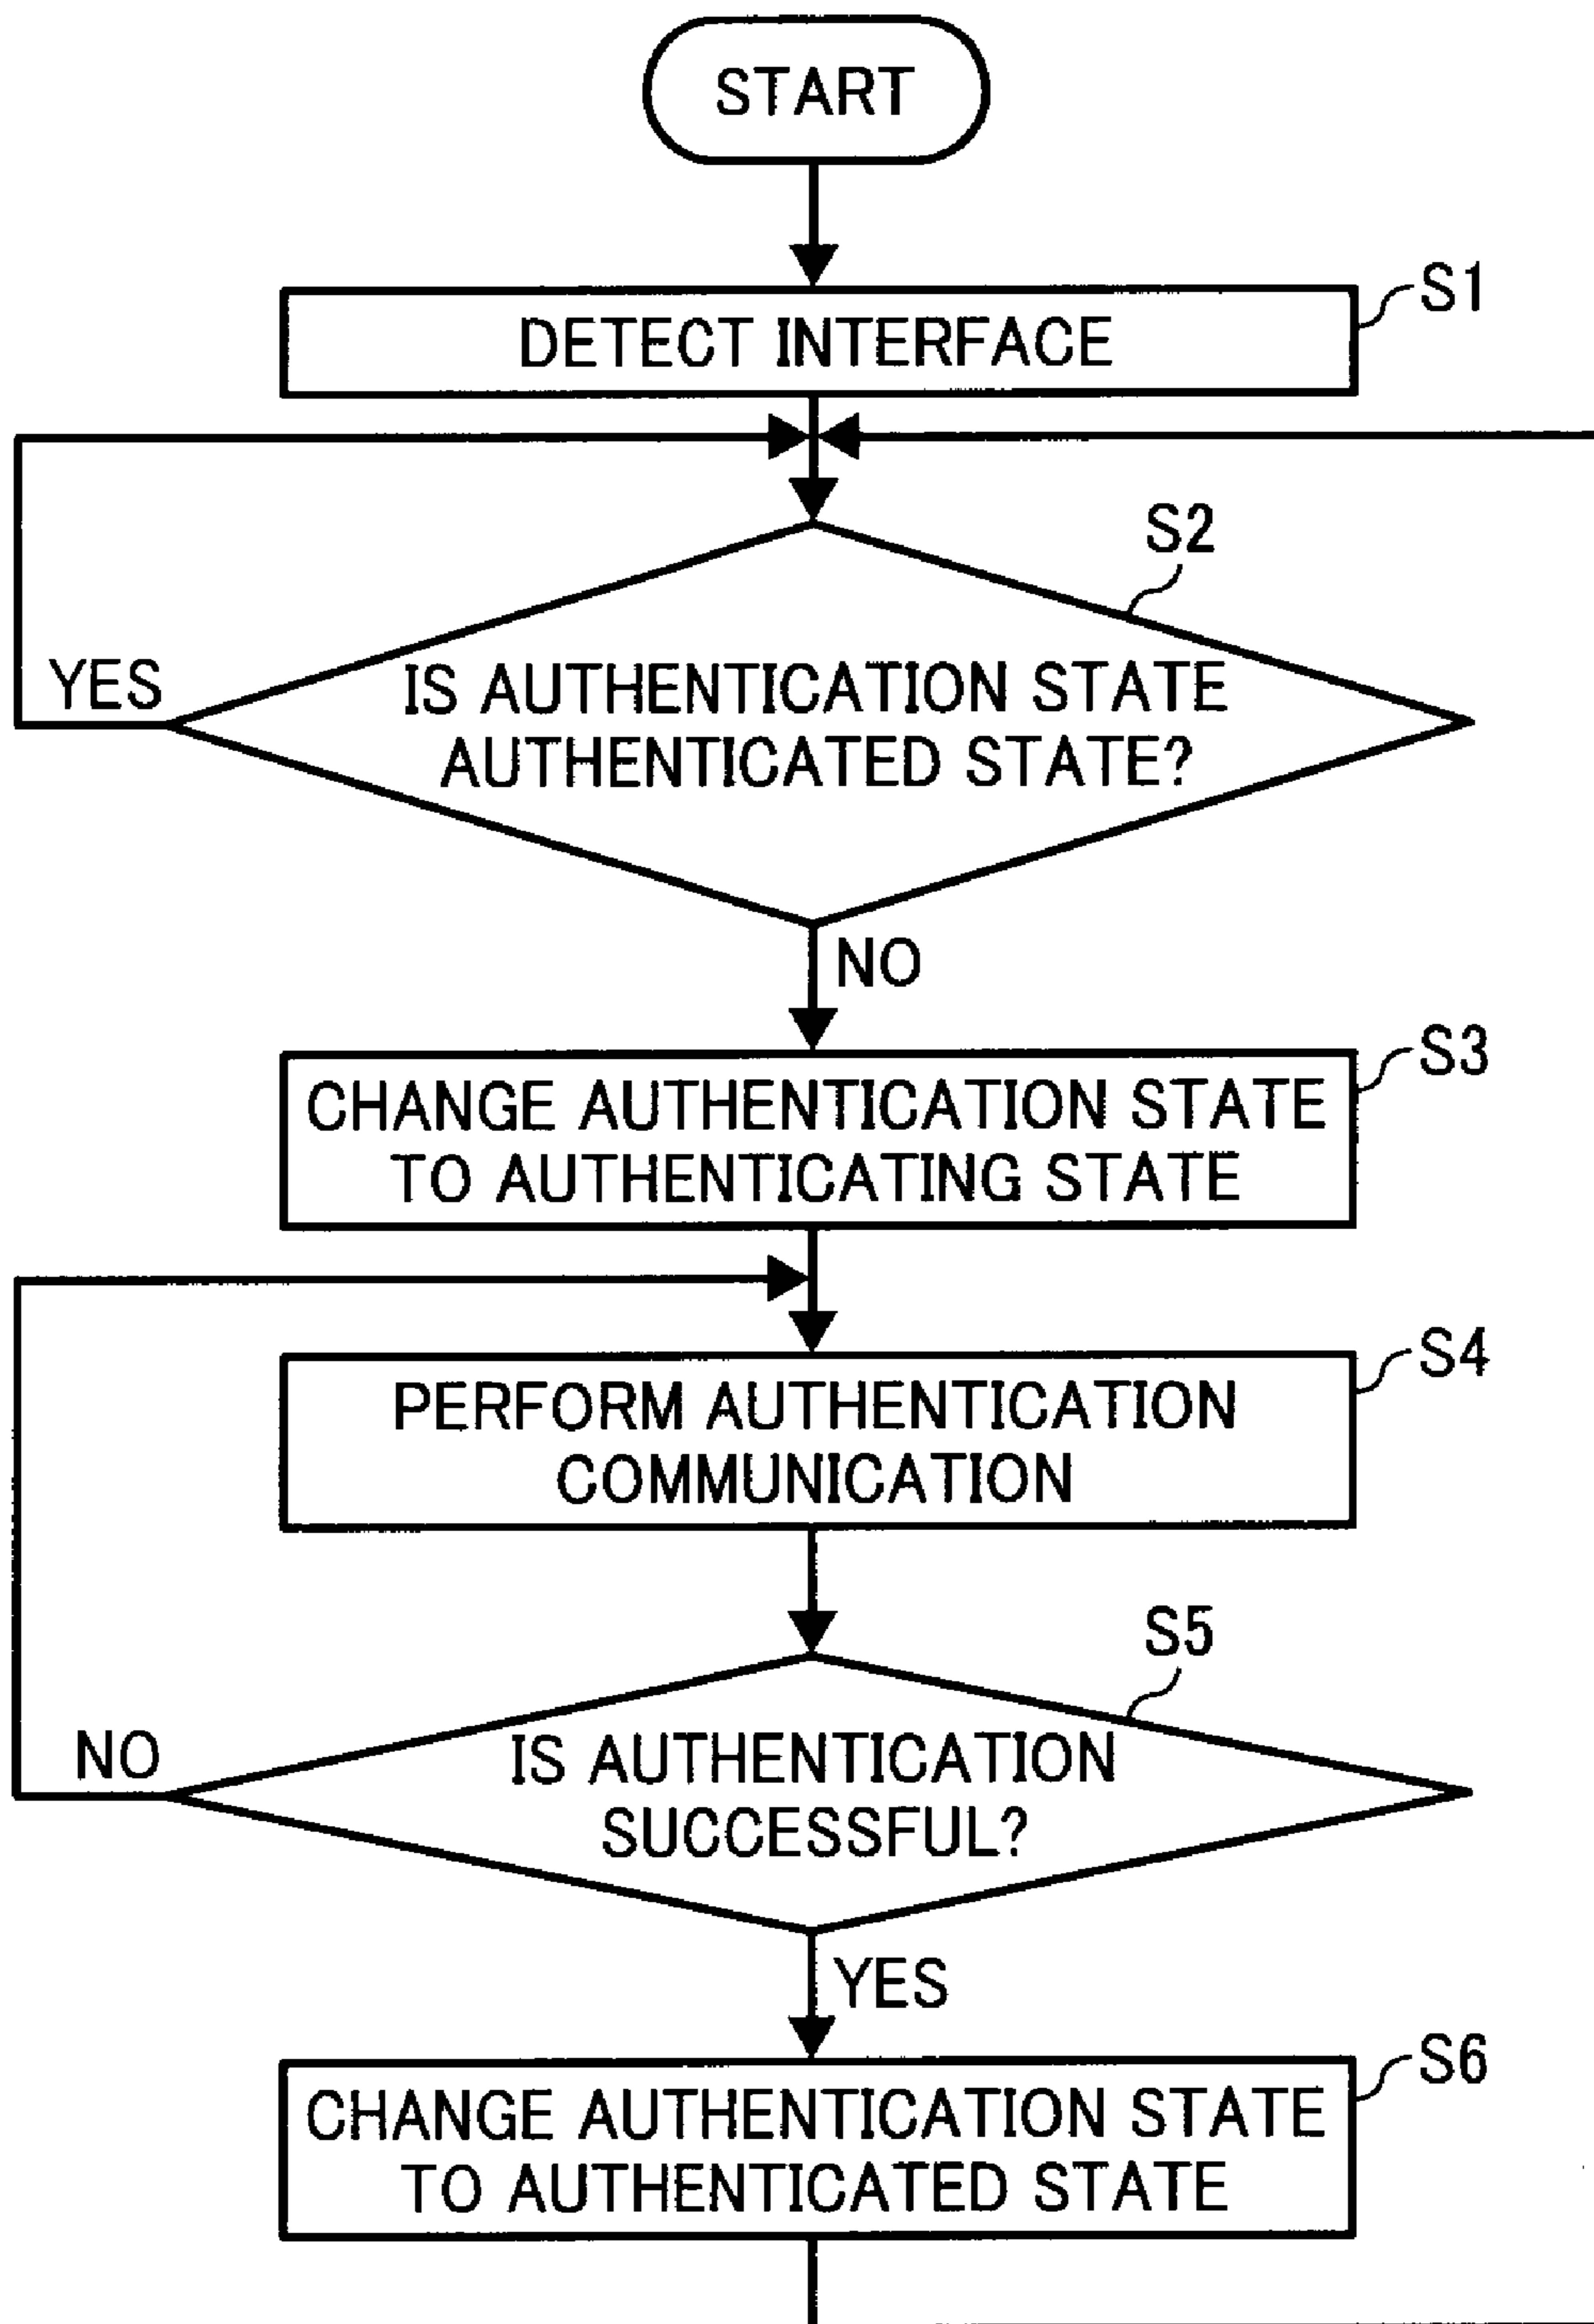 START
S1
DETECT INTERFACE
S2
YES
IS AUTHENTICATION STATE
AUTHENTICATED STATE?
NO
S3
CHANGE AUTHENTICATION STATE
TO AUTHENTICATING STATE
S4
PERFORM AUTHENTICATION
COMMUNICATION
S5
NO
IS AUTHENTICATION
SUCCESSFUL?
YES
S6
CHANGE AUTHENTICATION STATE
TO AUTHENTICATED STATE